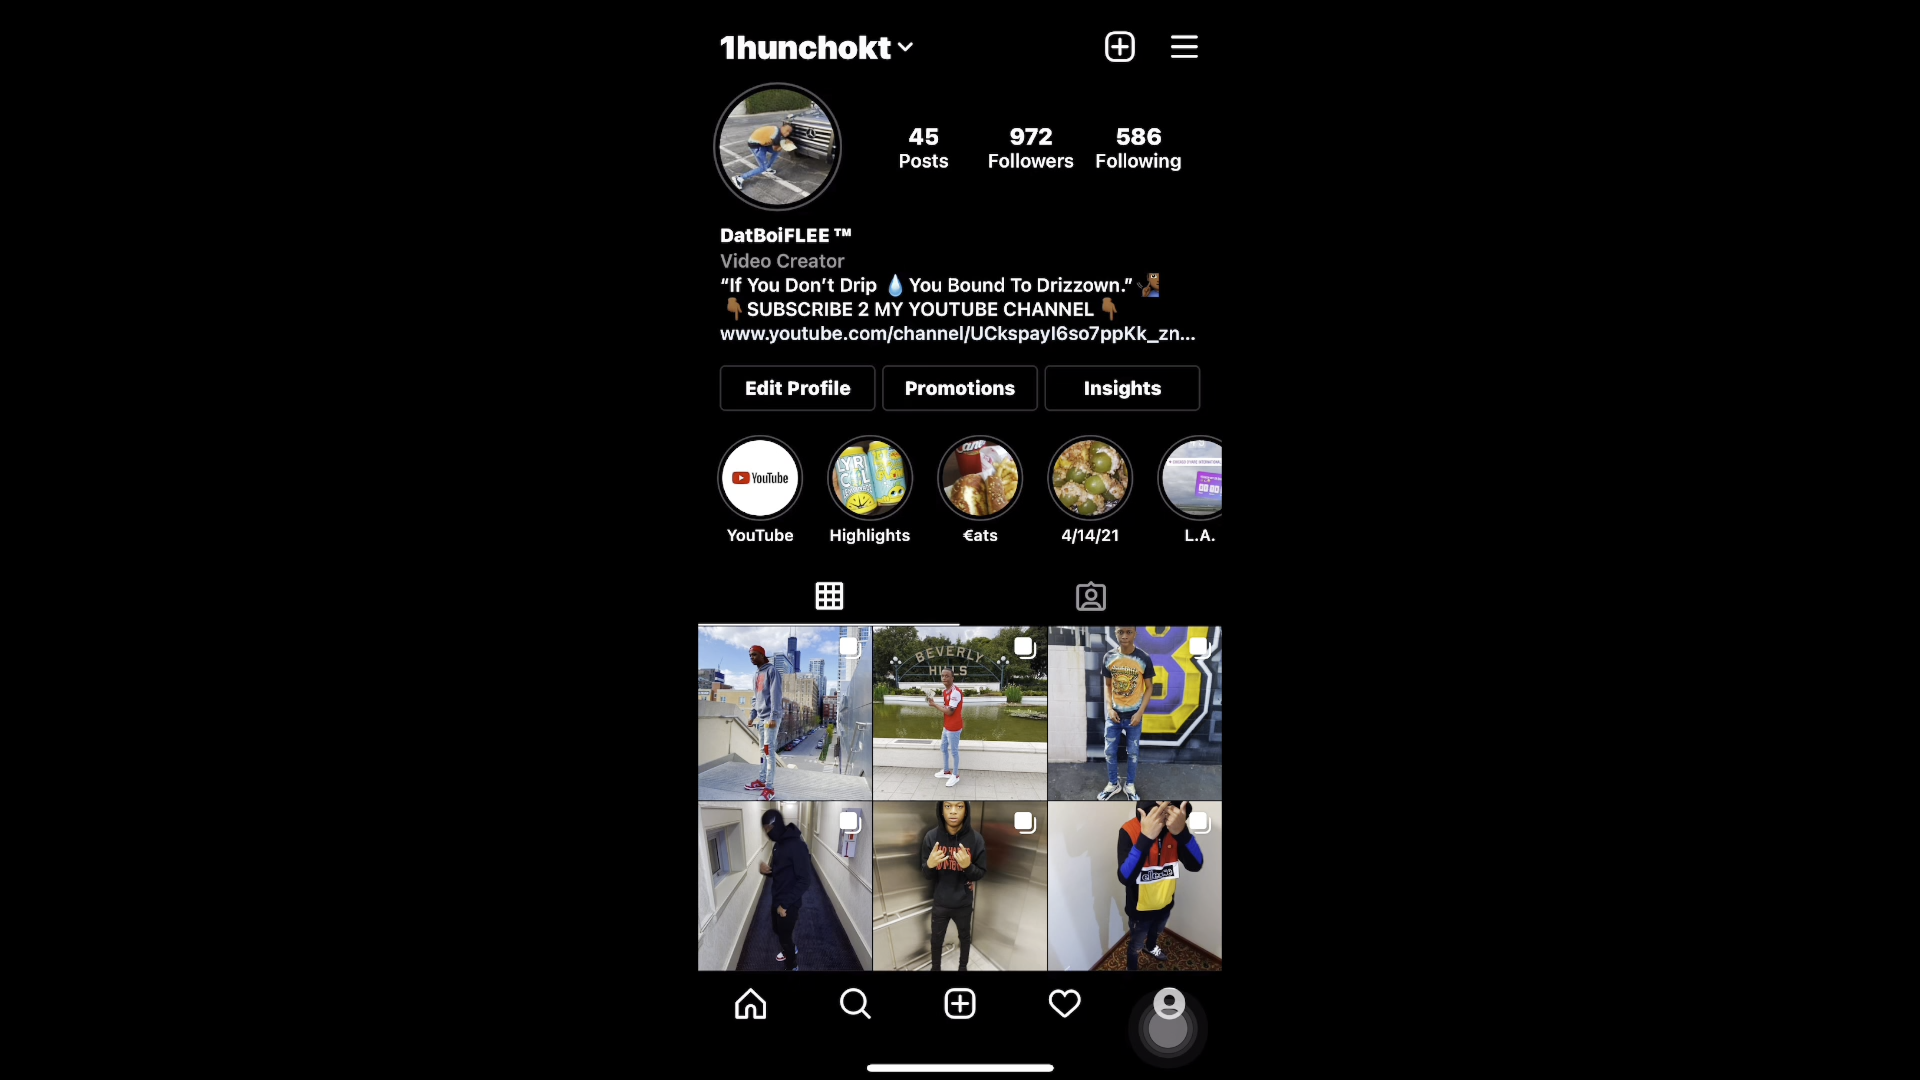 1hunchokt
45 972 586
Posts Followers Following
DatBoiFLEE ™
Video Creator
“If You Don’t Drip 💧 You Bound To Drizzown.”
👇🏾SUBSCRIBE 2 MY YOUTUBE CHANNEL👇🏾
www.youtube.com/channel/UCkspayI6so7ppKk_zn...
Edit Profile Promotions Insights
YouTube
YouTube Highlights €ats 4/14/21 L.A.
BEVERLY
HILLS